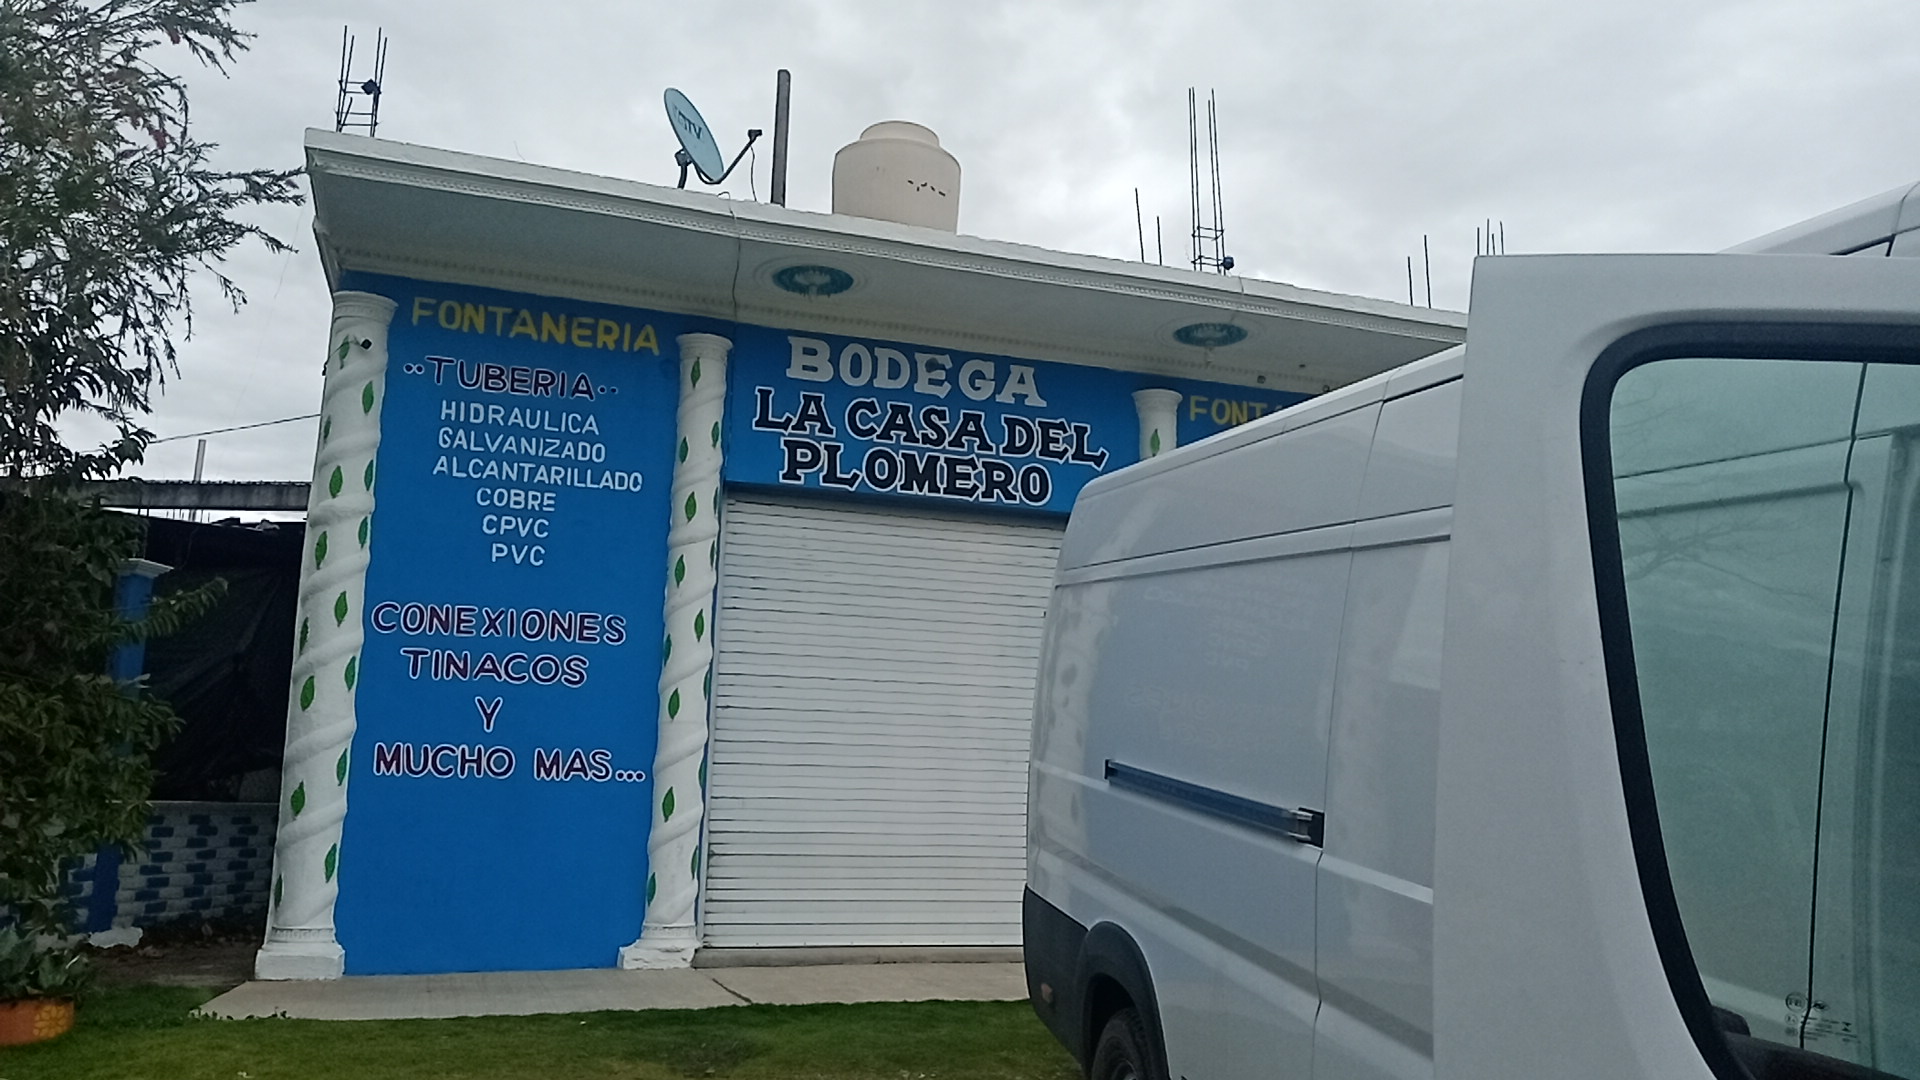 FONTANERIA
··TUBERIA··
HIDRAULICA
GALVANIZADO
ALCANTARILLADO
COBRE
CPVC
PVC
CONEXIONES
TINACOS
Y
MUCHO MAS...
BODEGA
LA CASA DEL
PLOMERO